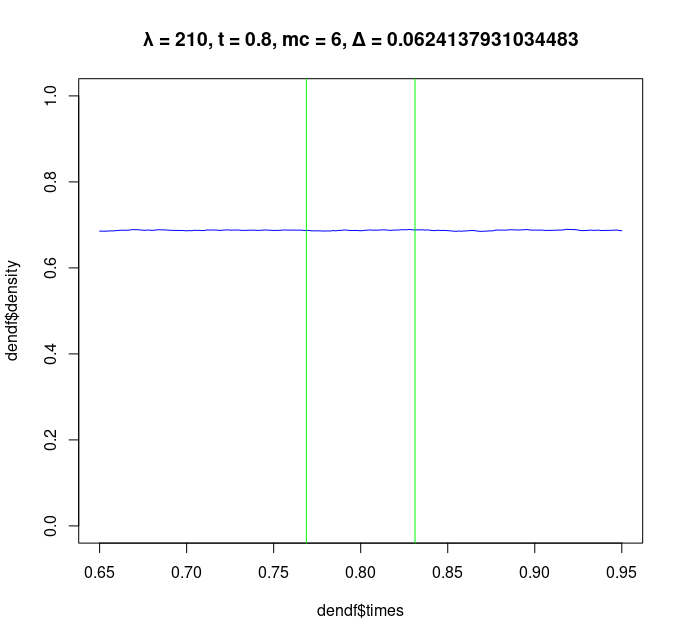 λ = 210, t = 0.8, mc = 6, Δ = 0.0624137931034483
1.0
0.8
0.6
0.4
0.2
0.0
dendf$density
0.65 0.70 0.75 0.80 0.85 0.90 0.95
dendf$times